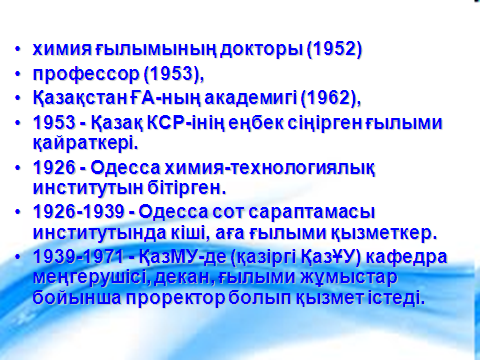 • химия ғылымының докторы (1952)
• профессор (1953),
• Қазақстан ҒА-ның академигі (1962),
• 1953 - Қазақ КСР-інің еңбек сіңірген ғылыми
қайраткері.
• 1926 - Одесса химия-технологиялық
институтын бітірген.
• 1926-1939 - Одесса сот сараптамасы
институтында кіші, аға ғылыми қызметкер.
• 1939-1971 - ҚазМУ-де (қазіргі ҚазҰУ) кафедра
меңгерушісі, декан, ғылыми жұмыстар
бойынша проректор болып қызмет істеді.